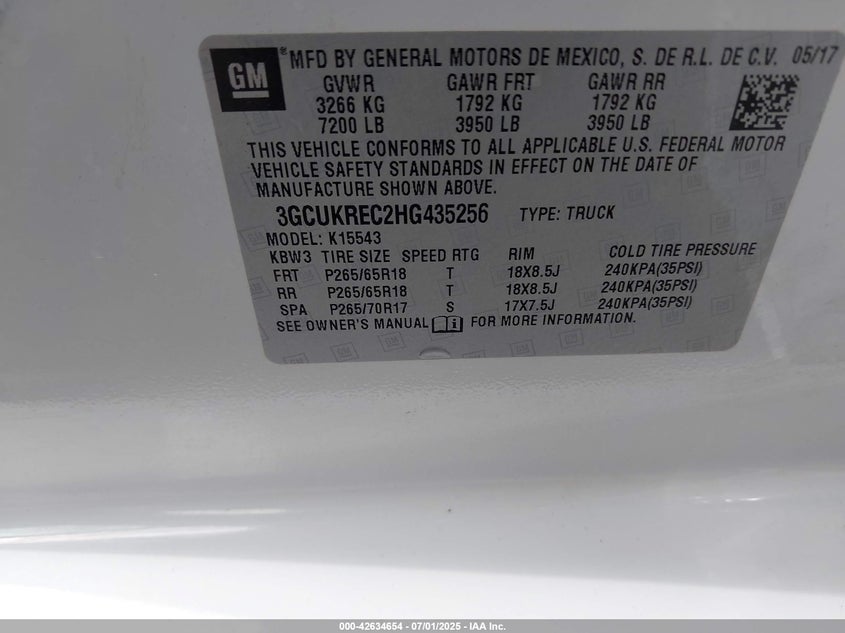 GM ® MFD BY GENERAL MOTORS DE MEXICO, S. DE R.L. DE C.V. 05/17
GVWR GAWR FRT GAWR RR
3266 KG 1792 KG 1792 KG
7200 LB 3950 LB 3950 LB
THIS VEHICLE CONFORMS TO ALL APPLICABLE U.S. FEDERAL MOTOR
VEHICLE SAFETY STANDARDS IN EFFECT ON THE DATE OF
MANUFACTURE SHOWN ABOVE.
3GCUKREC2HG435256 TYPE: TRUCK
MODEL: K15543
KBW3 TIRE SIZE SPEED RTG RIM COLD TIRE PRESSURE
FRT P265/65R18 T 18X8.5J 240KPA(35PSI)
RR P265/65R18 T 18X8.5J 240KPA(35PSI)
SPA P265/70R17 S 17X7.5J 240KPA(35PSI)
SEE OWNER'S MANUAL FOR MORE INFORMATION.
000-42634654 - 07/01/2025 - IAA Inc.